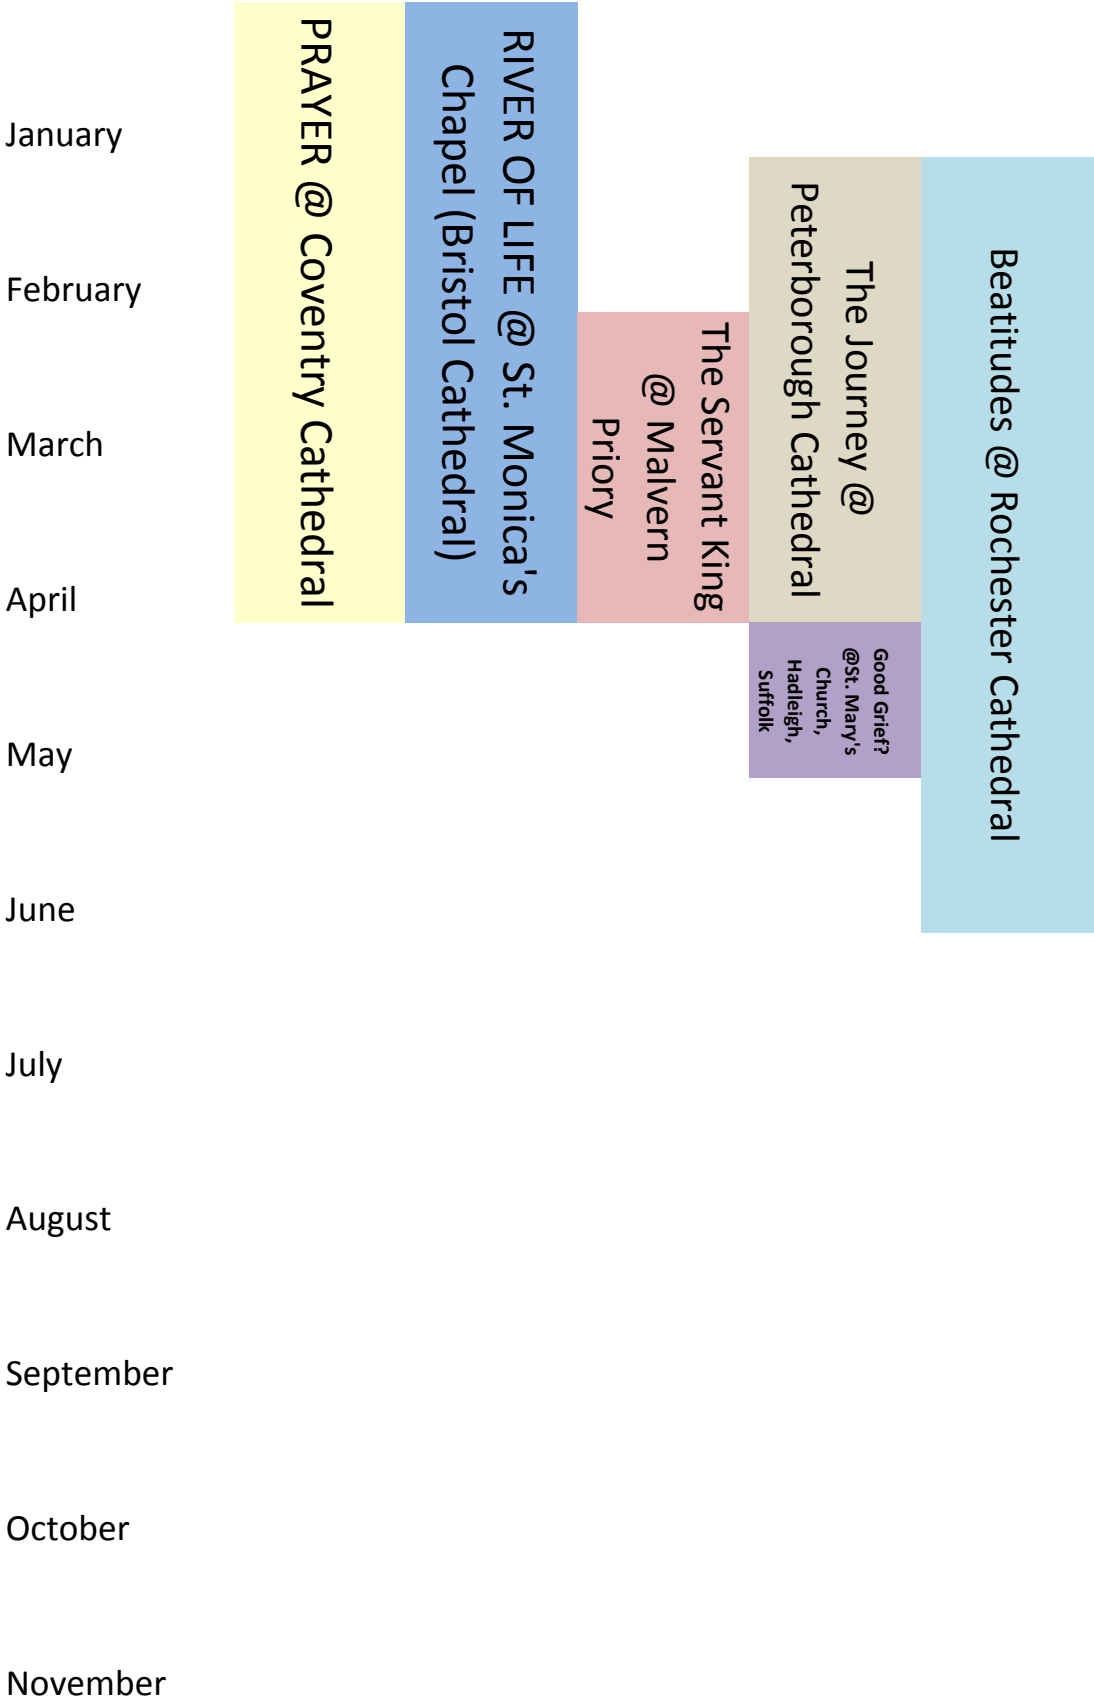 January
February
March
April
May
June
July
August
September
October
November
PRAYER @ Coventry Cathedral
RIVER OF LIFE @ St. Monica's
Chapel (Bristol Cathedral)
The Servant King
@ Malvern
Priory
The Journey @
Peterborough Cathedral
Good Grief?
@St. Mary's
Church,
Hadleigh,
Suffolk
Beatitudes @ Rochester Cathedral